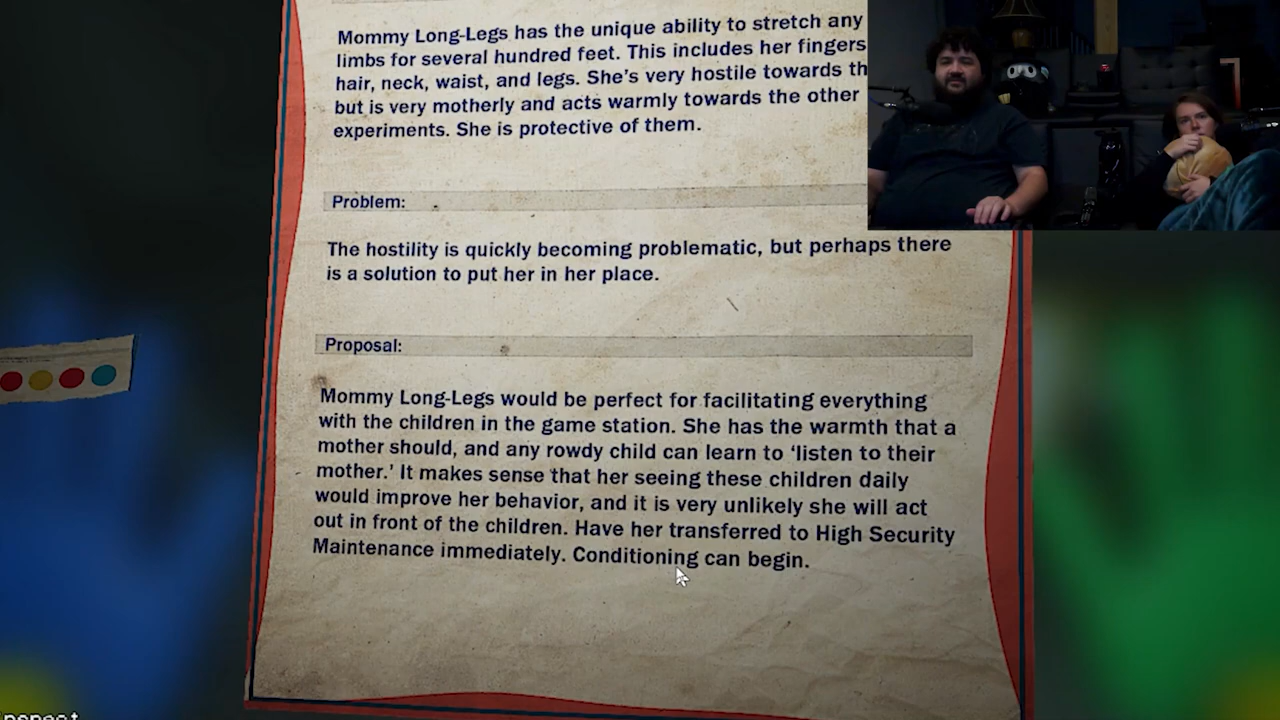 Mommy Long-Legs has the unique ability to stretch any
limbs for several hundred feet. This includes her fingers
hair, neck, waist, and legs. She's very hostile towards th
but is very motherly and acts warmly towards the other
experiments. She is protective of them.
Problem:
The hostility is quickly becoming problematic, but perhaps there
is a solution to put her in her place.
Proposal:
Mommy Long-Legs would be perfect for facilitating everything
with the children in the game station. She has the warmth that a
mother should, and any rowdy child can learn to ‘listen to their
mother.’ It makes sense that her seeing these children daily
would improve her behavior, and it is very unlikely she will act
out in front of the children. Have her transferred to High Security
Maintenance immediately. Conditioning can begin.